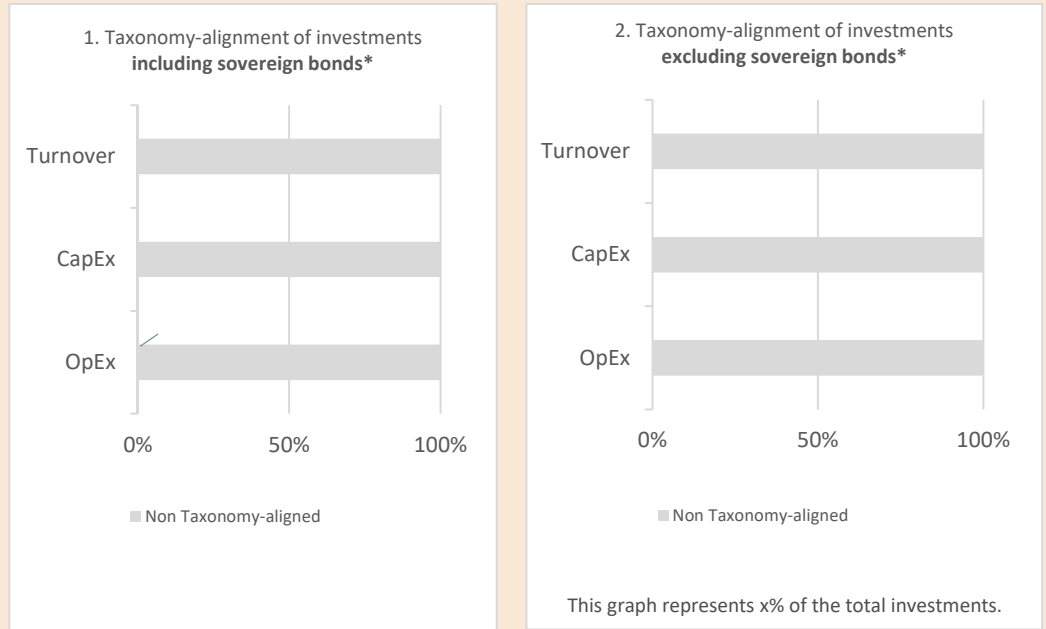 1. Taxonomy-alignment of investments
including sovereign bonds*
Turnover
CapEx
OpEx
0%
50%
100%
Non Taxonomy-aligned
2. Taxonomy-alignment of investments
excluding sovereign bonds*
Turnover
CapEx
OpEx
0%
50%
100%
Non Taxonomy-aligned
This graph represents x% of the total investments.